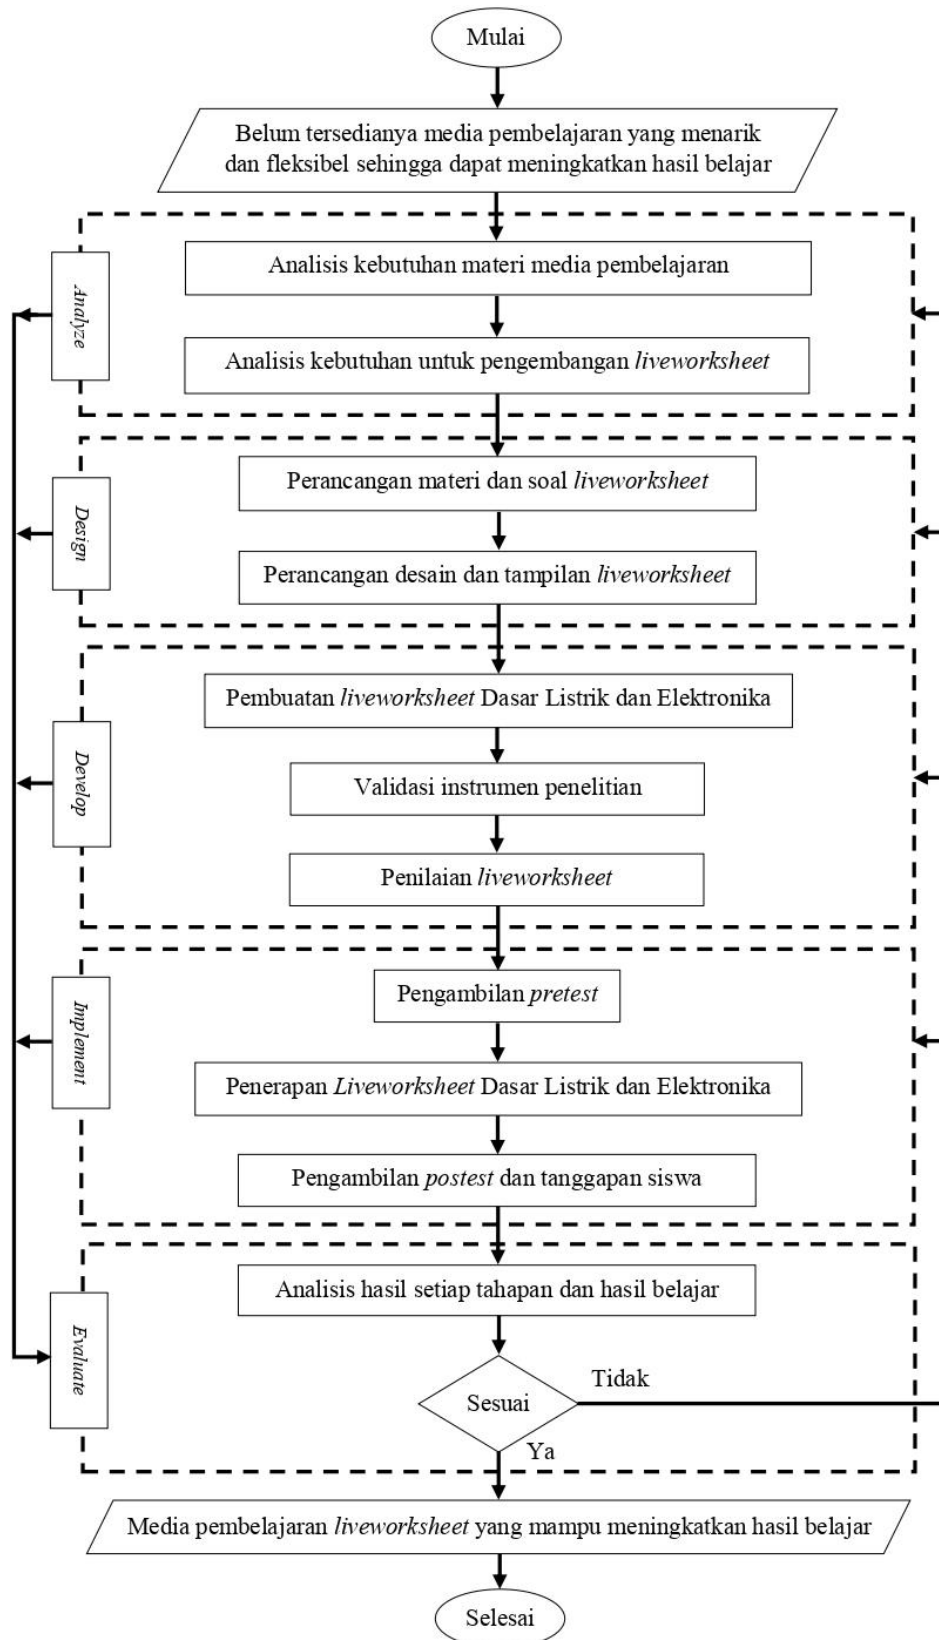 Mulai
Belum tersedianya media pembelajaran yang menarik
dan fleksibel sehingga dapat meningkatkan hasil belajar
Analyze
Analisis kebutuhan materi media pembelajaran
Analisis kebutuhan untuk pengembangan liveworksheet
Design
Perancangan materi dan soal liveworksheet
Perancangan desain dan tampilan liveworksheet
Develop
Pembuatan liveworksheet Dasar Listrik dan Elektronika
Validasi instrumen penelitian
Penilaian liveworksheet
Implement
Pengambilan pretest
Penerapan Liveworksheet Dasar Listrik dan Elektronika
Pengambilan postest dan tanggapan siswa
Evaluate
Analisis hasil setiap tahapan dan hasil belajar
Sesuai
Tidak
Ya
Media pembelajaran liveworksheet yang mampu meningkatkan hasil belajar
Selesai